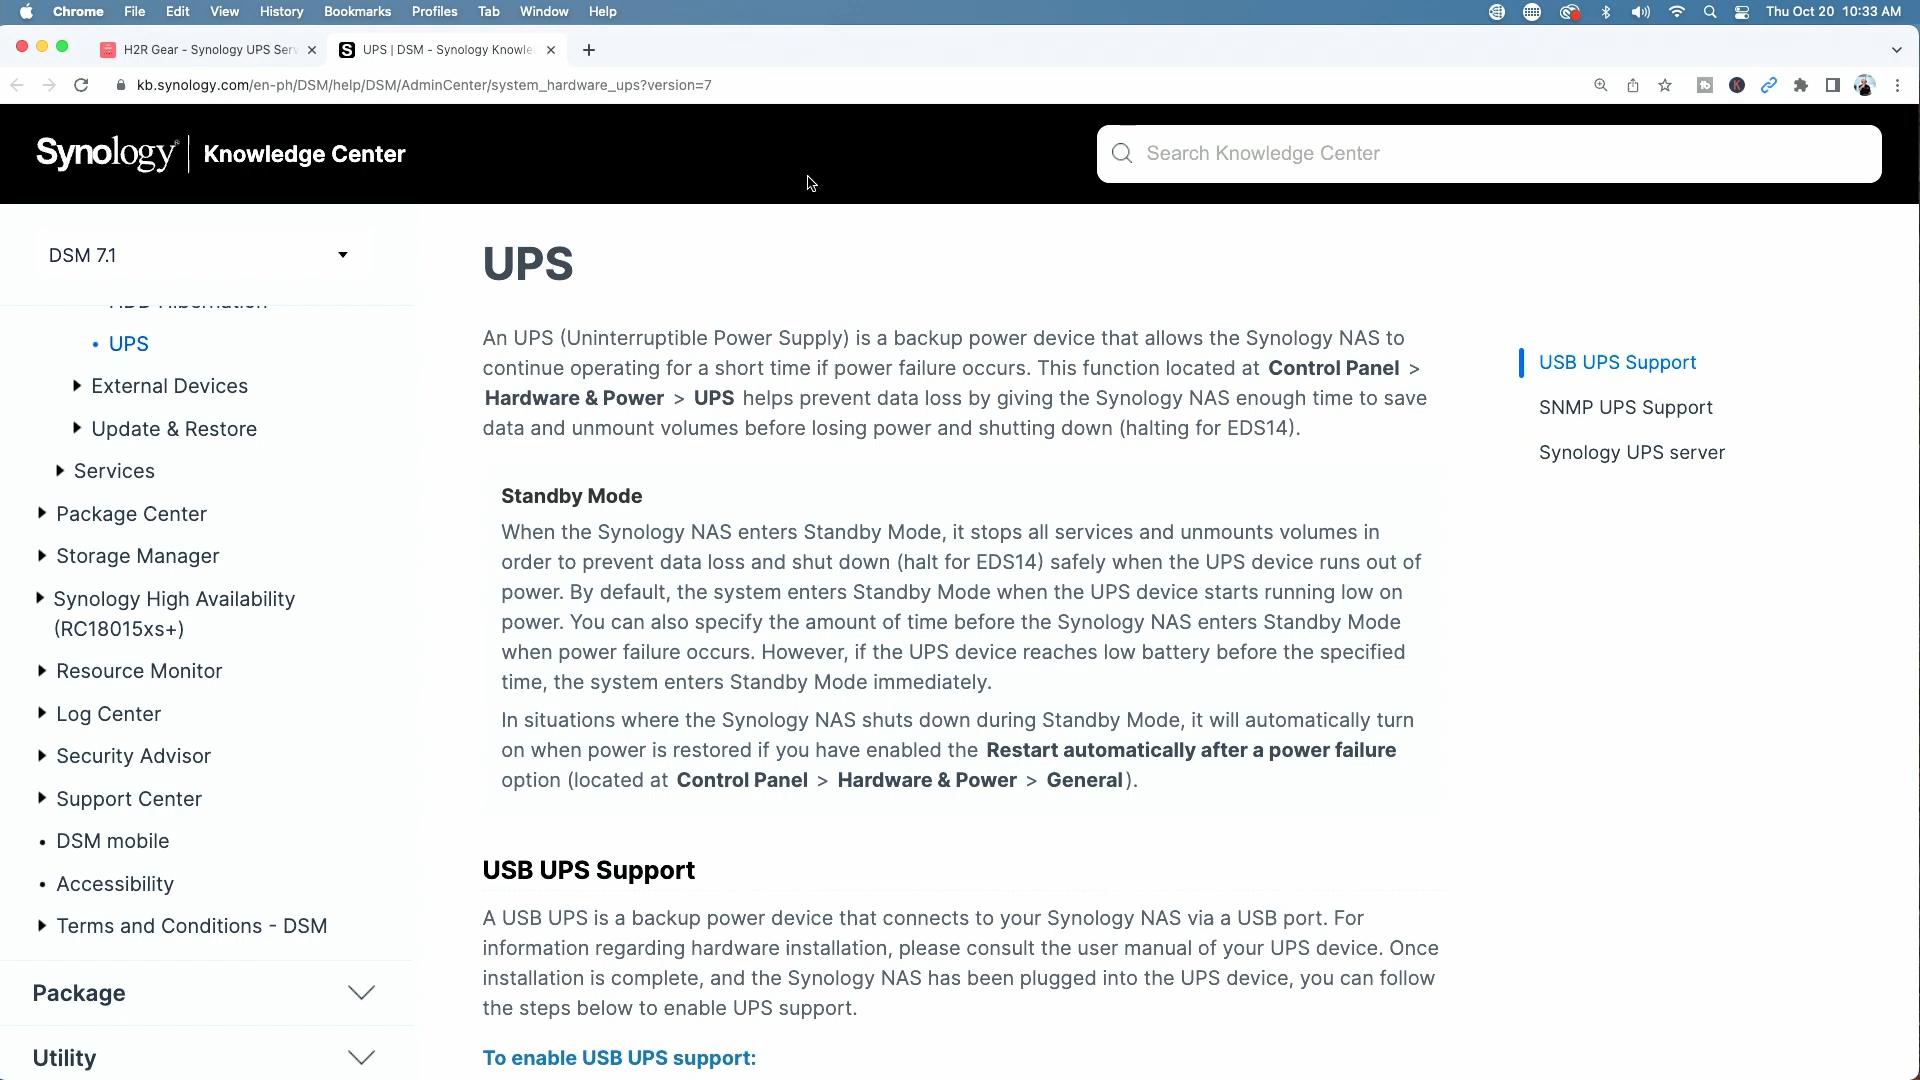 Chrome File Edit View History Bookmarks Profiles Tab Window Help Thu Oct 20 10:33 AM
H2R Gear - Synology UPS Serv
UPS | DSM - Synology Knowle
kb.synology.com/en-ph/DSM/help/DSM/AdminCenter/system_hardware_ups?version=7
Synology Knowledge Center
Search Knowledge Center
DSM 7.1
HDD Hibernation
• UPS
External Devices
Update & Restore
Services
Package Center
Storage Manager
Synology High Availability
(RC18015xs+)
Resource Monitor
Log Center
Security Advisor
Support Center
• DSM mobile
• Accessibility
Terms and Conditions - DSM
Package
Utility
UPS
An UPS (Uninterruptible Power Supply) is a backup power device that allows the Synology NAS to
continue operating for a short time if power failure occurs. This function located at Control Panel >
Hardware & Power > UPS helps prevent data loss by giving the Synology NAS enough time to save
data and unmount volumes before losing power and shutting down (halting for EDS14).
Standby Mode
When the Synology NAS enters Standby Mode, it stops all services and unmounts volumes in
order to prevent data loss and shut down (halt for EDS14) safely when the UPS device runs out of
power. By default, the system enters Standby Mode when the UPS device starts running low on
power. You can also specify the amount of time before the Synology NAS enters Standby Mode
when power failure occurs. However, if the UPS device reaches low battery before the specified
time, the system enters Standby Mode immediately.
In situations where the Synology NAS shuts down during Standby Mode, it will automatically turn
on when power is restored if you have enabled the Restart automatically after a power failure
option (located at Control Panel > Hardware & Power > General).
USB UPS Support
A USB UPS is a backup power device that connects to your Synology NAS via a USB port. For
information regarding hardware installation, please consult the user manual of your UPS device. Once
installation is complete, and the Synology NAS has been plugged into the UPS device, you can follow
the steps below to enable UPS support.
To enable USB UPS support:
USB UPS Support
SNMP UPS Support
Synology UPS server